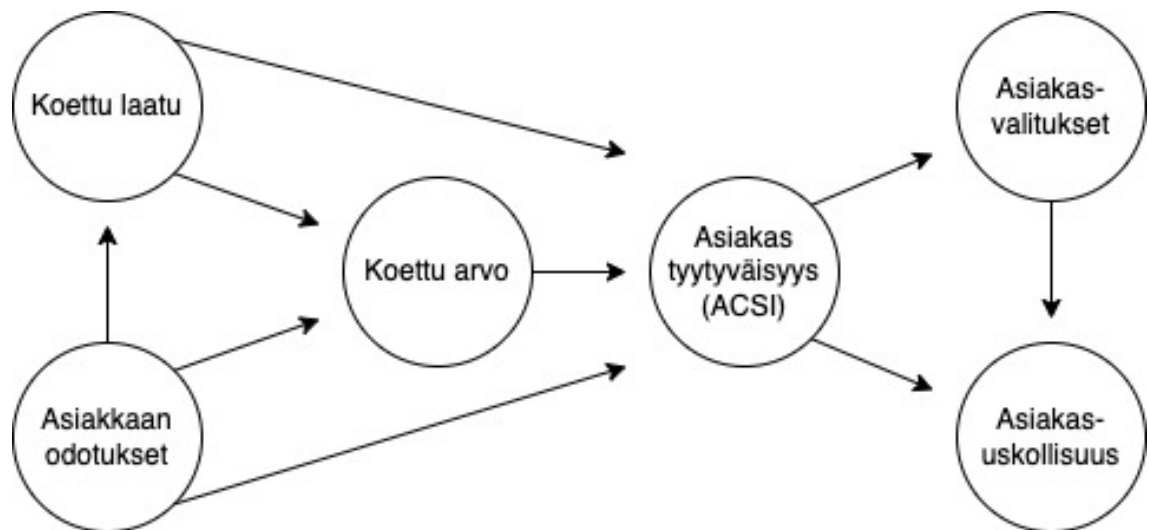 Koettu laatu
Asiakkaan
odotukset
Koettu arvo
Asiakas
tyytyväisyys
(ACSI)
Asiakas-
valitukset
Asiakas-
uskollisuus